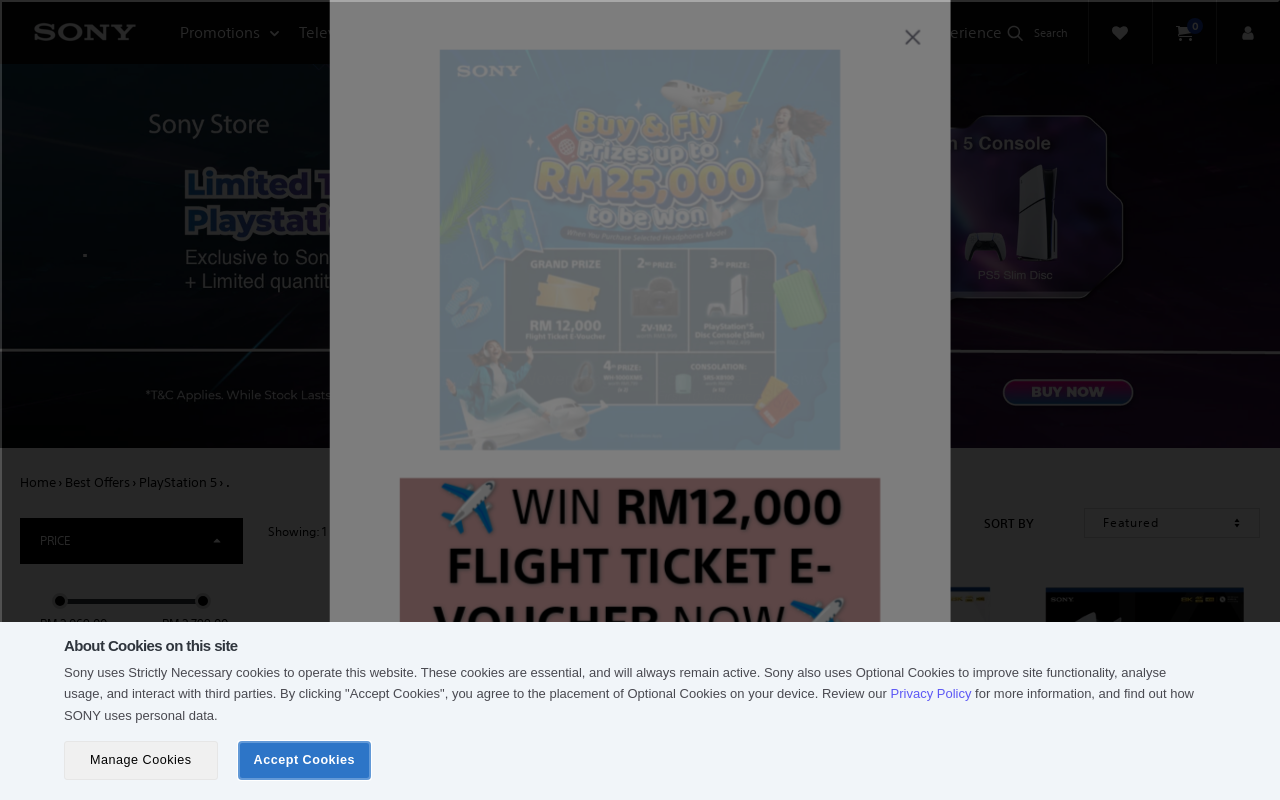 SONY
Promotions
Telev
erience
Search
0
Sony Store
Limited T
Playstatio
Exclusive to Son
+ Limited quantit
*T&C Applies. While Stock Lasts
n 5 Console
PS5 Slim Disc
BUY NOW
SONY
Buy & Fly
Prizes up to
RM25,000
to be Won
GRAND PRIZE
RM 12,000
Flight Ticket E-Voucher
2nd PRIZE:
ZV-1M2
3rd PRIZE:
PlayStation®5
Disc Console (Slim)
4th PRIZE:
CONSOLATION:
WIN RM12,000
FLIGHT TICKET E-
VOUCHER NOW
Home › Best Offers › PlayStation 5 › .
PRICE
Showing: 1
SORT BY
Featured
SONY
About Cookies on this site
Sony uses Strictly Necessary cookies to operate this website. These cookies are essential, and will always remain active. Sony also uses Optional Cookies to improve site functionality, analyse
usage, and interact with third parties. By clicking "Accept Cookies", you agree to the placement of Optional Cookies on your device. Review our Privacy Policy for more information, and find out how
SONY uses personal data.
Manage Cookies
Accept Cookies